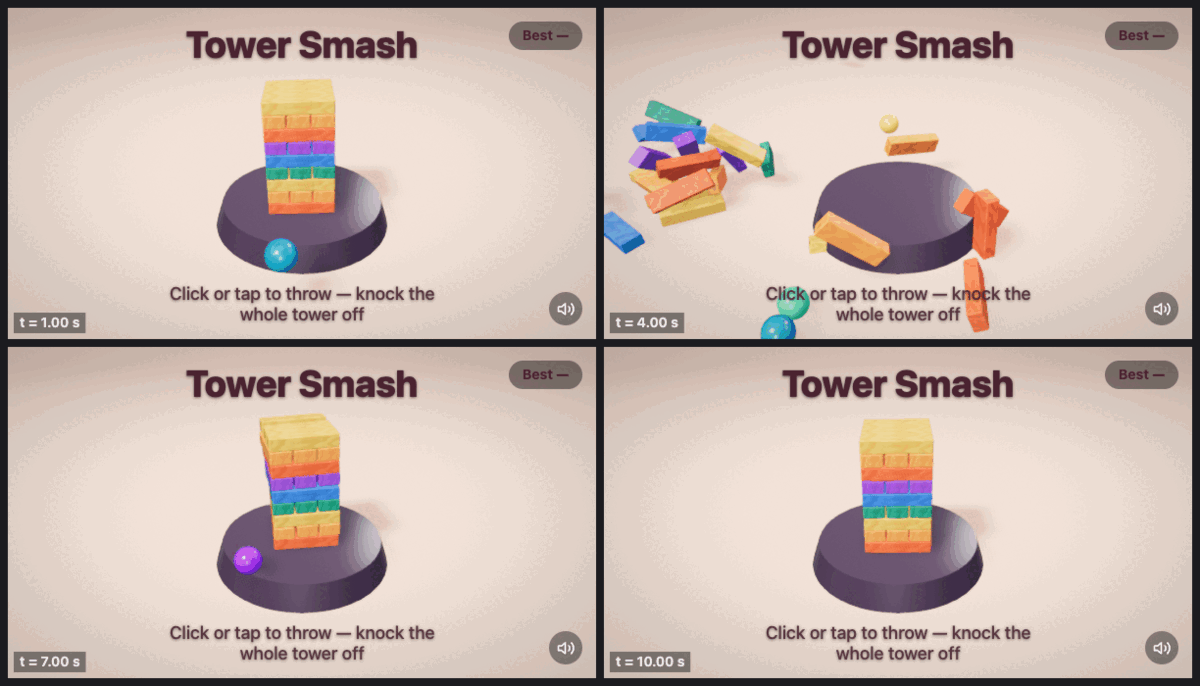 Tower Smash
Best —
Click or tap to throw — knock the
whole tower off
t = 1.00 s
Tower Smash
Best —
Click or tap to throw — knock the
whole tower off
t = 4.00 s
Tower Smash
Best —
Click or tap to throw — knock the
whole tower off
t = 7.00 s
Tower Smash
Best —
Click or tap to throw — knock the
whole tower off
t = 10.00 s